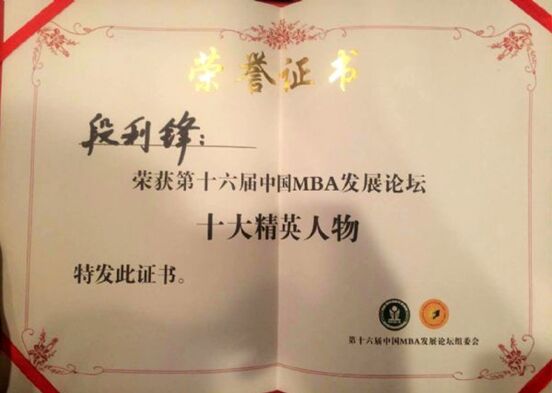 荣誉证书
段利锋：
荣获第十六届中国MBA发展论坛
十大精英人物
特发此证书。
第十六届中国MBA发展论坛组委会